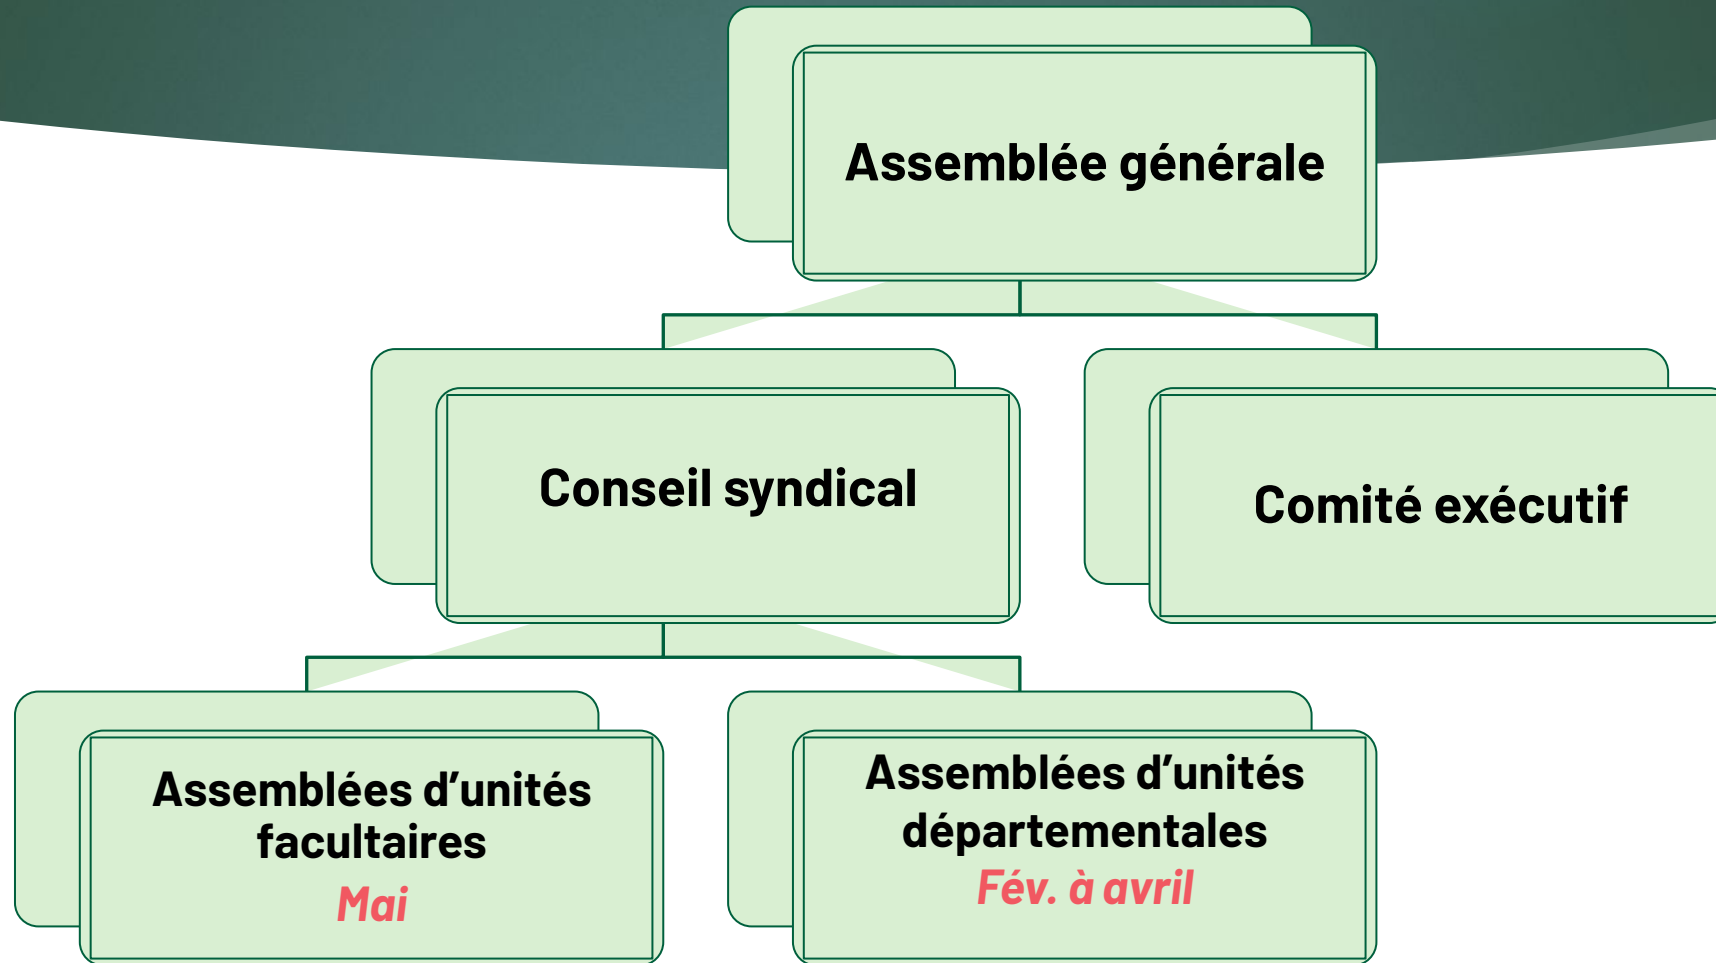 Assemblée générale
Conseil syndical
Comité exécutif
Assemblées d’unités
facultaires
Mai
Assemblées d’unités
départementales
Fév. à avril